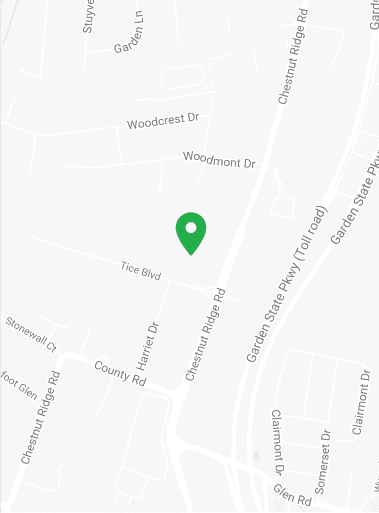 Stuyve
Garden Ln
Garden
Chestnut Ridge Rd
Woodcrest Dr
Woodmont Dr
Garden State Pkwy
Garden State Pkwy (Toll road)
Tice Blvd
Chestnut Ridge Rd
Harriet Dr
Stonewall Ct
County Rd
foot Glen
Chestnut Ridge Rd
Clairmont Dr
Clairmont Dr
Somerset Dr
Glen Rd